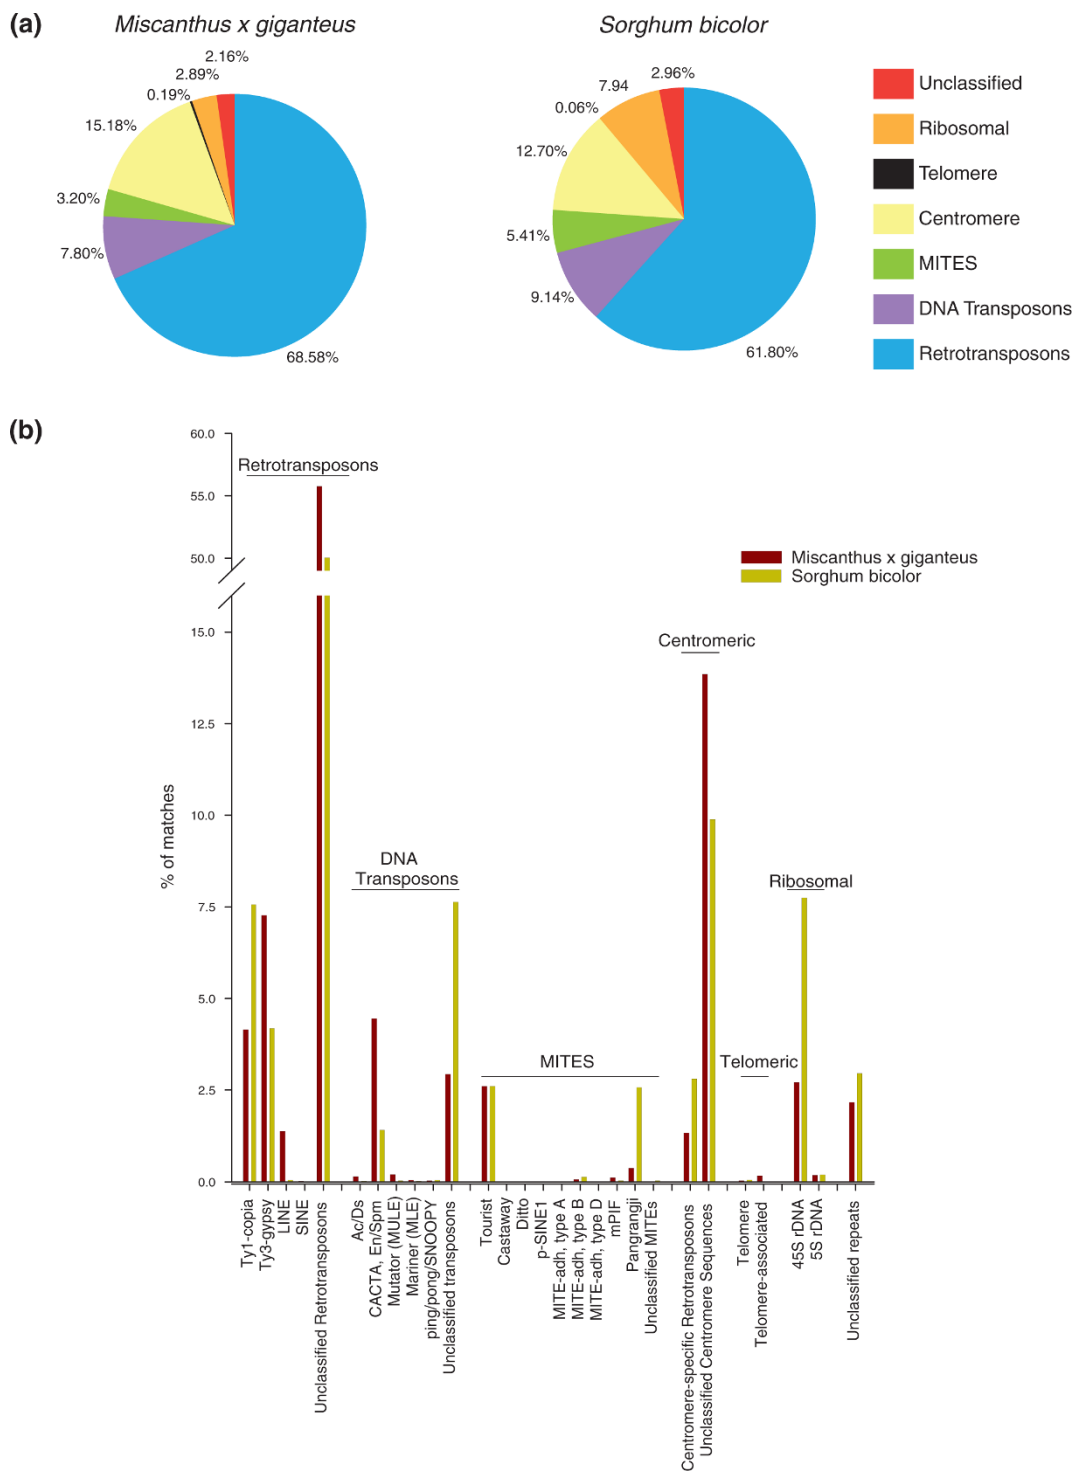 (a)
Miscanthus x giganteus
Sorghum bicolor
2.16%
2.89%
0.19%
15.18%
3.20%
7.80%
68.58%
2.96%
7.94
0.06%
12.70%
5.41%
9.14%
61.80%
Unclassified
Ribosomal
Telomere
Centromere
MITES
DNA Transposons
Retrotransposons
(b)
60.0
55.0
50.0
15.0
12.5
10.0
7.5
5.0
2.5
0.0
% of matches
Retrotransposons
DNA
Transposons
MITES
Centromeric
Telomeric
Ribosomal
Miscanthus x giganteus
Sorghum bicolor
Ty1-copia
Ty3-gypsy
LINE
SINE
Unclassified Retrotransposons
Ac/Ds
CACTA, En/Spm
Mutator (MULE)
Mariner (MLE)
ping/pong/SNOOPY
Unclassified transposons
Tourist
Castaway
Ditto
p-SINE1
MITE-adh, type A
MITE-adh, type B
MITE-adh, type D
mPIF
Pangrangji
Unclassified MITEs
Centromere-specific Retrotransposons
Unclassified Centromere Sequences
Telomere
Telomere-associated
45S rDNA
5S rDNA
Unclassified repeats